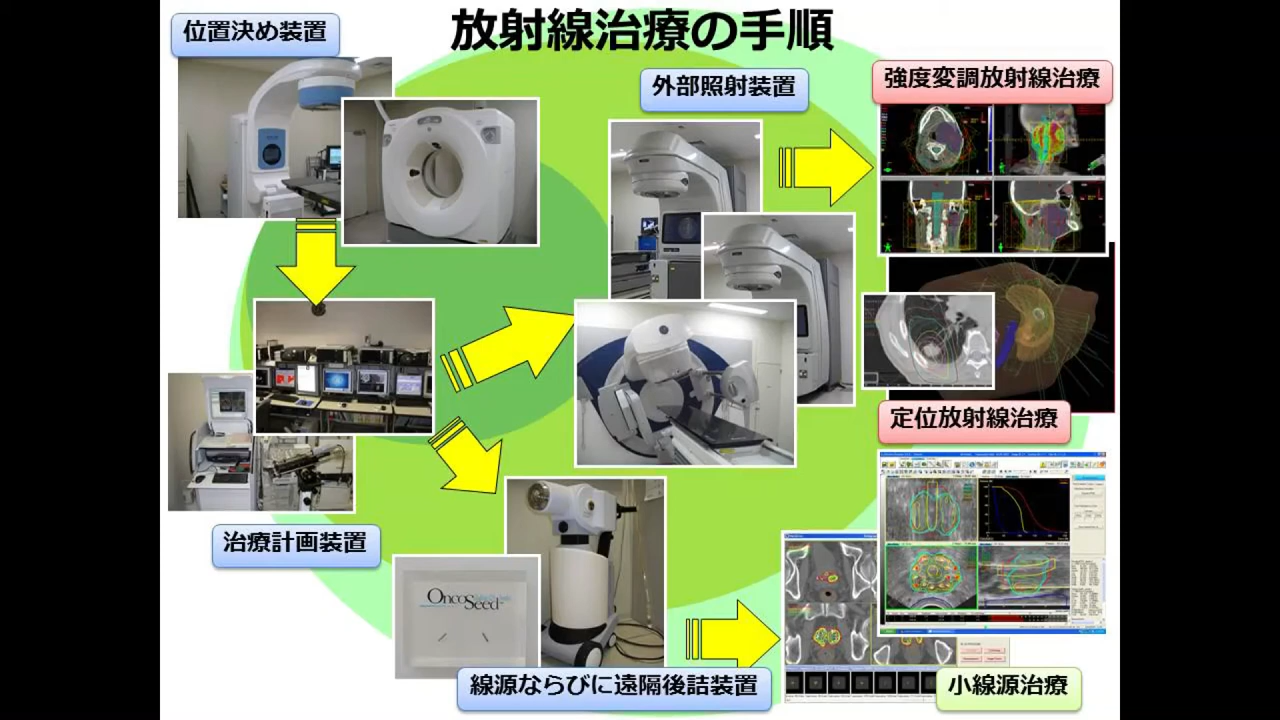 放射線治療の手順
位置決め装置
外部照射装置
強度変調放射線治療
定位放射線治療
治療計画装置
OncoSeed
線源ならびに遠隔後詰装置
小線源治療